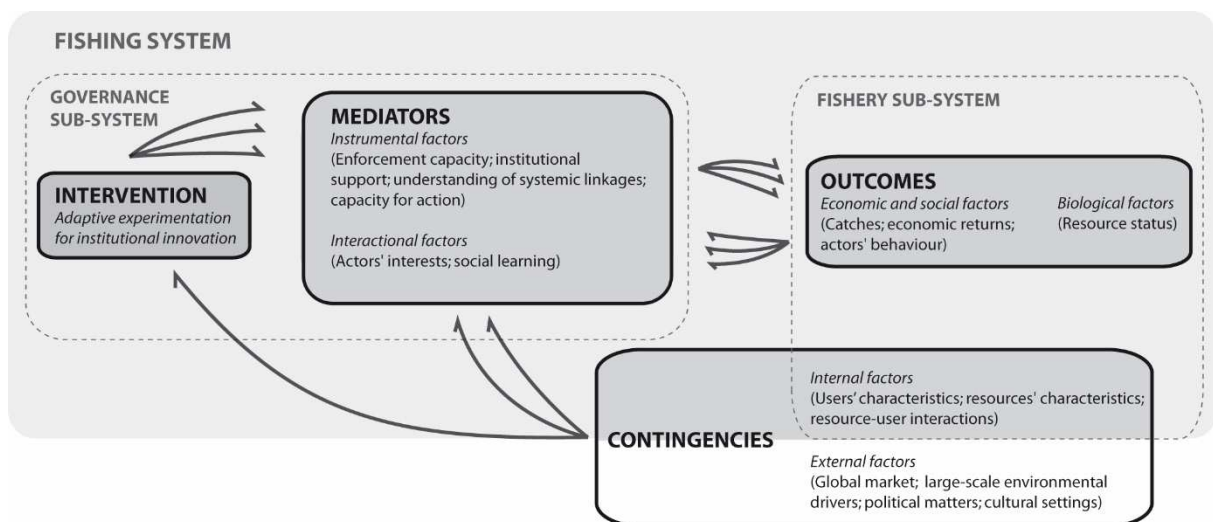 FISHING SYSTEM
GOVERNANCE
SUB-SYSTEM
INTERVENTION
Adaptive experimentation
for institutional innovation
MEDIATORS
Instrumental factors
(Enforcement capacity; institutional
support; understanding of systemic linkages;
capacity for action)
Interactional factors
(Actors' interests; social learning)
FISHERY SUB-SYSTEM
OUTCOMES
Economic and social factors
(Catches; economic returns;
actors' behaviour)
Biological factors
(Resource status)
CONTINGENCIES
Internal factors
(Users' characteristics; resources' characteristics;
resource-user interactions)
External factors
(Global market; large-scale environmental
drivers; political matters; cultural settings)